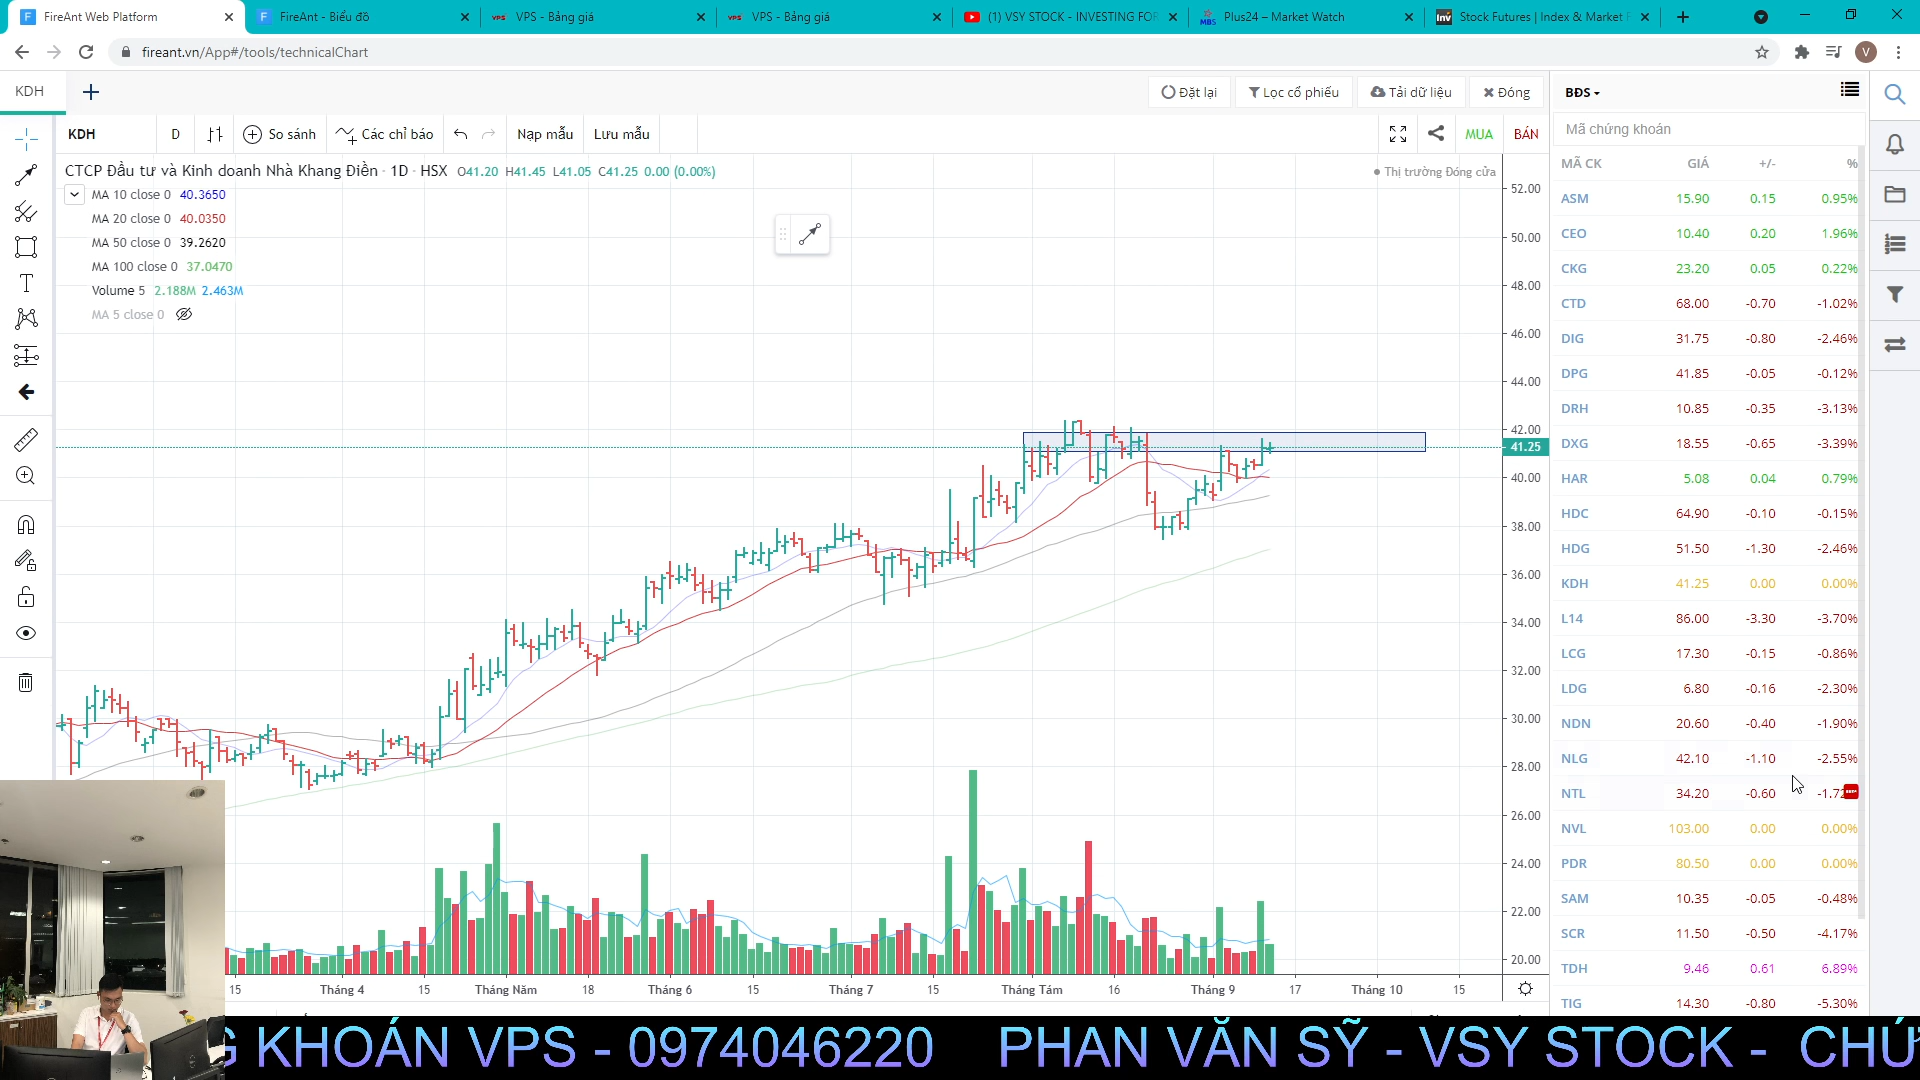 FireAnt Web Platform
FireAnt - Biểu đồ
VPS - Bảng giá
VPS - Bảng giá
(1) VSY STOCK - INVESTING FOR
Plus24 – Market Watch
Stock Futures | Index & Market F
fireant.vn/App#/tools/technicalChart
V
KDH
Đặt lại
Lọc cổ phiếu
Tải dữ liệu
Đóng
BĐS
KDH
D
So sánh
Các chỉ báo
Nạp mẫu
Lưu mẫu
MUA
BÁN
Mã chứng khoán
CTCP Đầu tư và Kinh doanh Nhà Khang Điền · 1D · HSX O41.20 H41.45 L41.05 C41.25 0.00 (0.00%)
Thị trường Đóng cửa
MA 10 close 0 40.3650
MA 20 close 0 40.0350
MA 50 close 0 39.2620
MA 100 close 0 37.0470
Volume 5 2.188M 2.463M
MA 5 close 0
52.00
50.00
48.00
46.00
44.00
42.00
41.25
40.00
38.00
36.00
34.00
32.00
30.00
28.00
26.00
24.00
22.00
20.00
15
Tháng 4
15
Tháng Năm
18
Tháng 6
15
Tháng 7
15
Tháng Tám
16
Tháng 9
17
Tháng 10
15
MÃ CK GIÁ +/- %
ASM 15.90 0.15 0.95%
CEO 10.40 0.20 1.96%
CKG 23.20 0.05 0.22%
CTD 68.00 -0.70 -1.02%
DIG 31.75 -0.80 -2.46%
DPG 41.85 -0.05 -0.12%
DRH 10.85 -0.35 -3.13%
DXG 18.55 -0.65 -3.39%
HAR 5.08 0.04 0.79%
HDC 64.90 -0.10 -0.15%
HDG 51.50 -1.30 -2.46%
KDH 41.25 0.00 0.00%
L14 86.00 -3.30 -3.70%
LCG 17.30 -0.15 -0.86%
LDG 6.80 -0.16 -2.30%
NDN 20.60 -0.40 -1.90%
NLG 42.10 -1.10 -2.55%
NTL 34.20 -0.60 -1.72
NVL 103.00 0.00 0.00%
PDR 80.50 0.00 0.00%
SAM 10.35 -0.05 -0.48%
SCR 11.50 -0.50 -4.17%
TDH 9.46 0.61 6.89%
TIG 14.30 -0.80 -5.30%
G KHOÁN VPS - 0974046220 PHAN VĂN SỸ - VSY STOCK - CHỨ